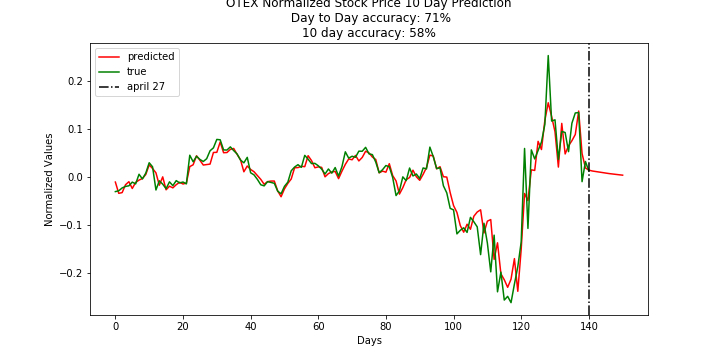 OTEX Normalized Stock Price 10 Day Prediction
Day to Day accuracy: 71%
10 day accuracy: 58%
predicted
true
april 27
Normalized Values
0.2
0.1
0.0
−0.1
−0.2
0 20 40 60 80 100 120 140
Days